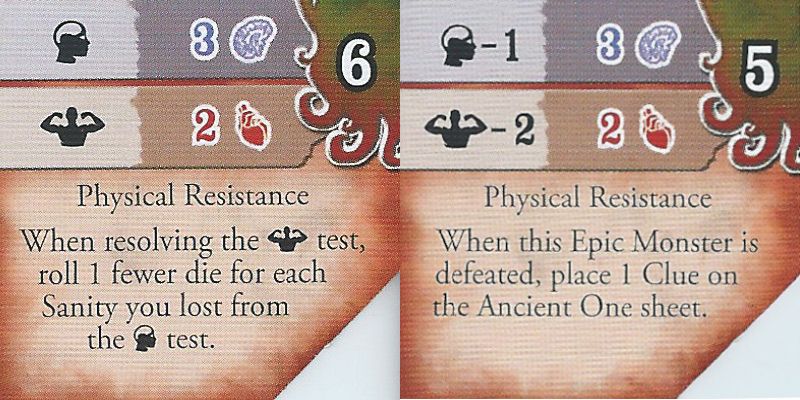 3
6
2
Physical Resistance
When resolving the test,
roll 1 fewer die for each
Sanity you lost from
the test.
-1 3
5
-2 2
Physical Resistance
When this Epic Monster is
defeated, place 1 Clue on
the Ancient One sheet.